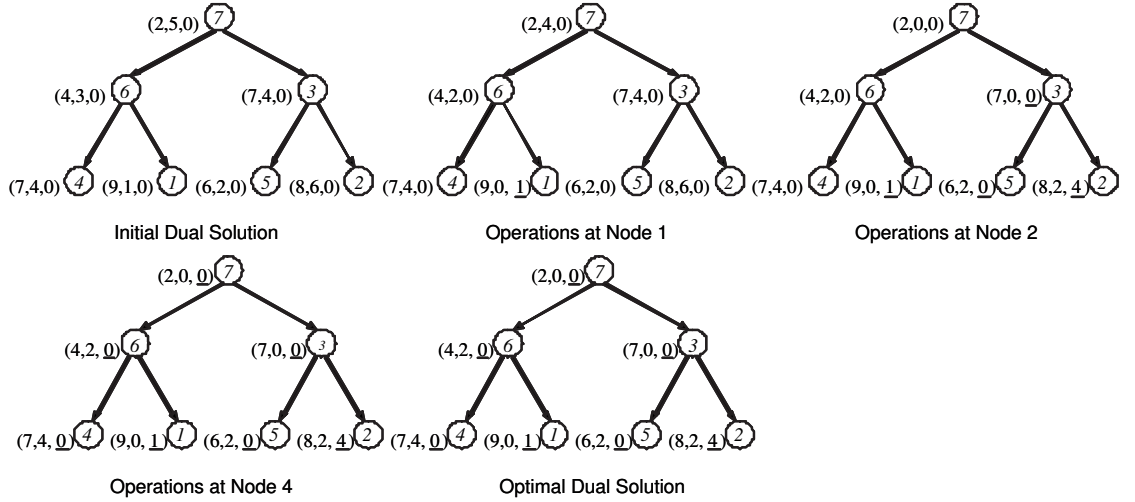 (2,5,0) 7 (2,4,0) 7 (2,0,0) 7
(4,3,0) 6 (7,4,0) 3 (4,2,0) 6 (7,4,0) 3 (4,2,0) 6 (7,0, 0) 3
(7,4,0) 4 (9,1,0) 1 (6,2,0) 5 (8,6,0) 2 (7,4,0) 4 (9,0, 1) 1 (6,2,0) 5 (8,6,0) 2 (7,4,0) 4 (9,0, 1) 1 (6,2, 0) 5 (8,2, 4) 2
Initial Dual Solution Operations at Node 1 Operations at Node 2
(2,0, 0) 7 (2,0, 0) 7
(4,2, 0) 6 (7,0, 0) 3 (4,2, 0) 6 (7,0, 0) 3
(7,4, 0) 4 (9,0, 1) 1 (6,2, 0) 5 (8,2, 4) 2 (7,4, 0) 4 (9,0, 1) 1 (6,2, 0) 5 (8,2, 4) 2
Operations at Node 4 Optimal Dual Solution